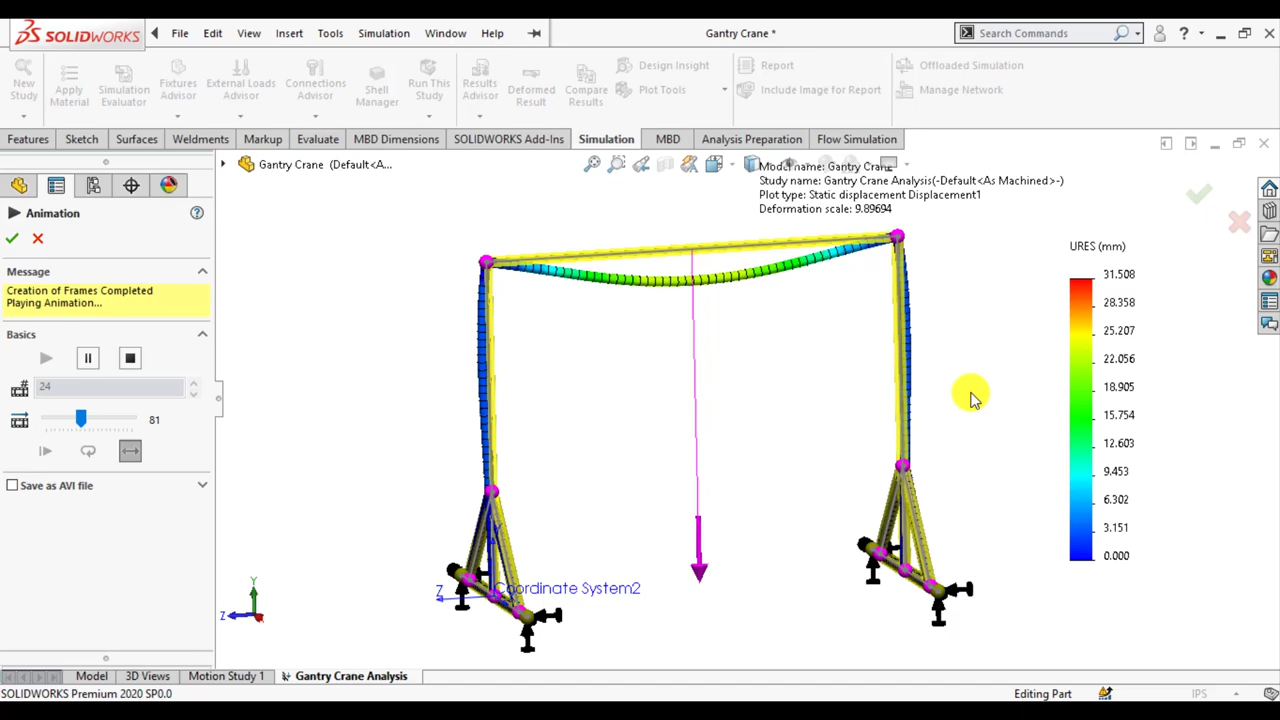 SOLIDWORKS
File Edit View Insert Tools Simulation Window Help
Gantry Crane *
Search Commands
New Study
Apply Material
Simulation Evaluator
Fixtures Advisor
External Loads Advisor
Connections Advisor
Shell Manager
Run This Study
Results Advisor
Deformed Result
Compare Results
Design Insight
Plot Tools
Report
Include Image for Report
Offloaded Simulation
Manage Network
Features Sketch Surfaces Weldments Markup Evaluate MBD Dimensions SOLIDWORKS Add-Ins Simulation MBD Analysis Preparation Flow Simulation
Gantry Crane (Default<A...
Model name: Gantry Crane
Study name: Gantry Crane Analysis(-Default<As Machined>-)
Plot type: Static displacement Displacement1
Deformation scale: 9.89694
Animation
Message
Creation of Frames Completed
Playing Animation...
Basics
24
81
Save as AVI file
URES (mm)
31.508
28.358
25.207
22.056
18.905
15.754
12.603
9.453
6.302
3.151
0.000
Y
Z
Coordinate System2
Y
Z
Model 3D Views Motion Study 1 Gantry Crane Analysis
SOLIDWORKS Premium 2020 SP0.0
Editing Part
IPS